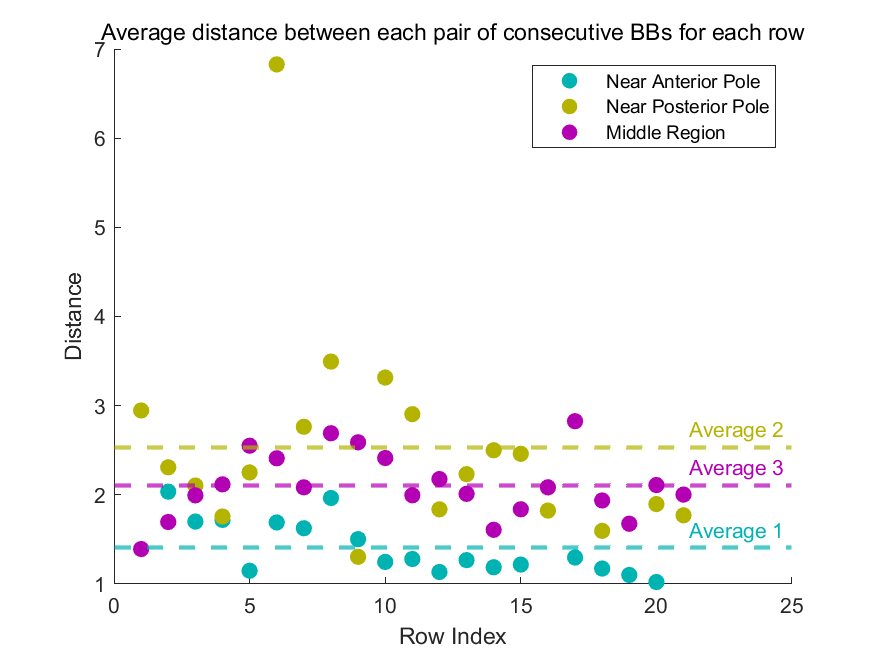 Average distance between each pair of consecutive BBs for each row
Near Anterior Pole
Near Posterior Pole
Middle Region
7
6
5
4
3
2
1
Distance
Average 2
Average 3
Average 1
0
5
10
15
20
25
Row Index